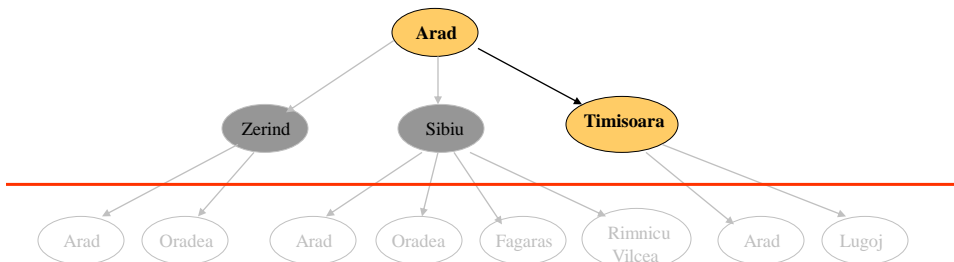 Arad
Zerind
Sibiu
Timisoara
Arad
Oradea
Arad
Oradea
Fagaras
Rimnicu
Vilcea
Arad
Lugoj